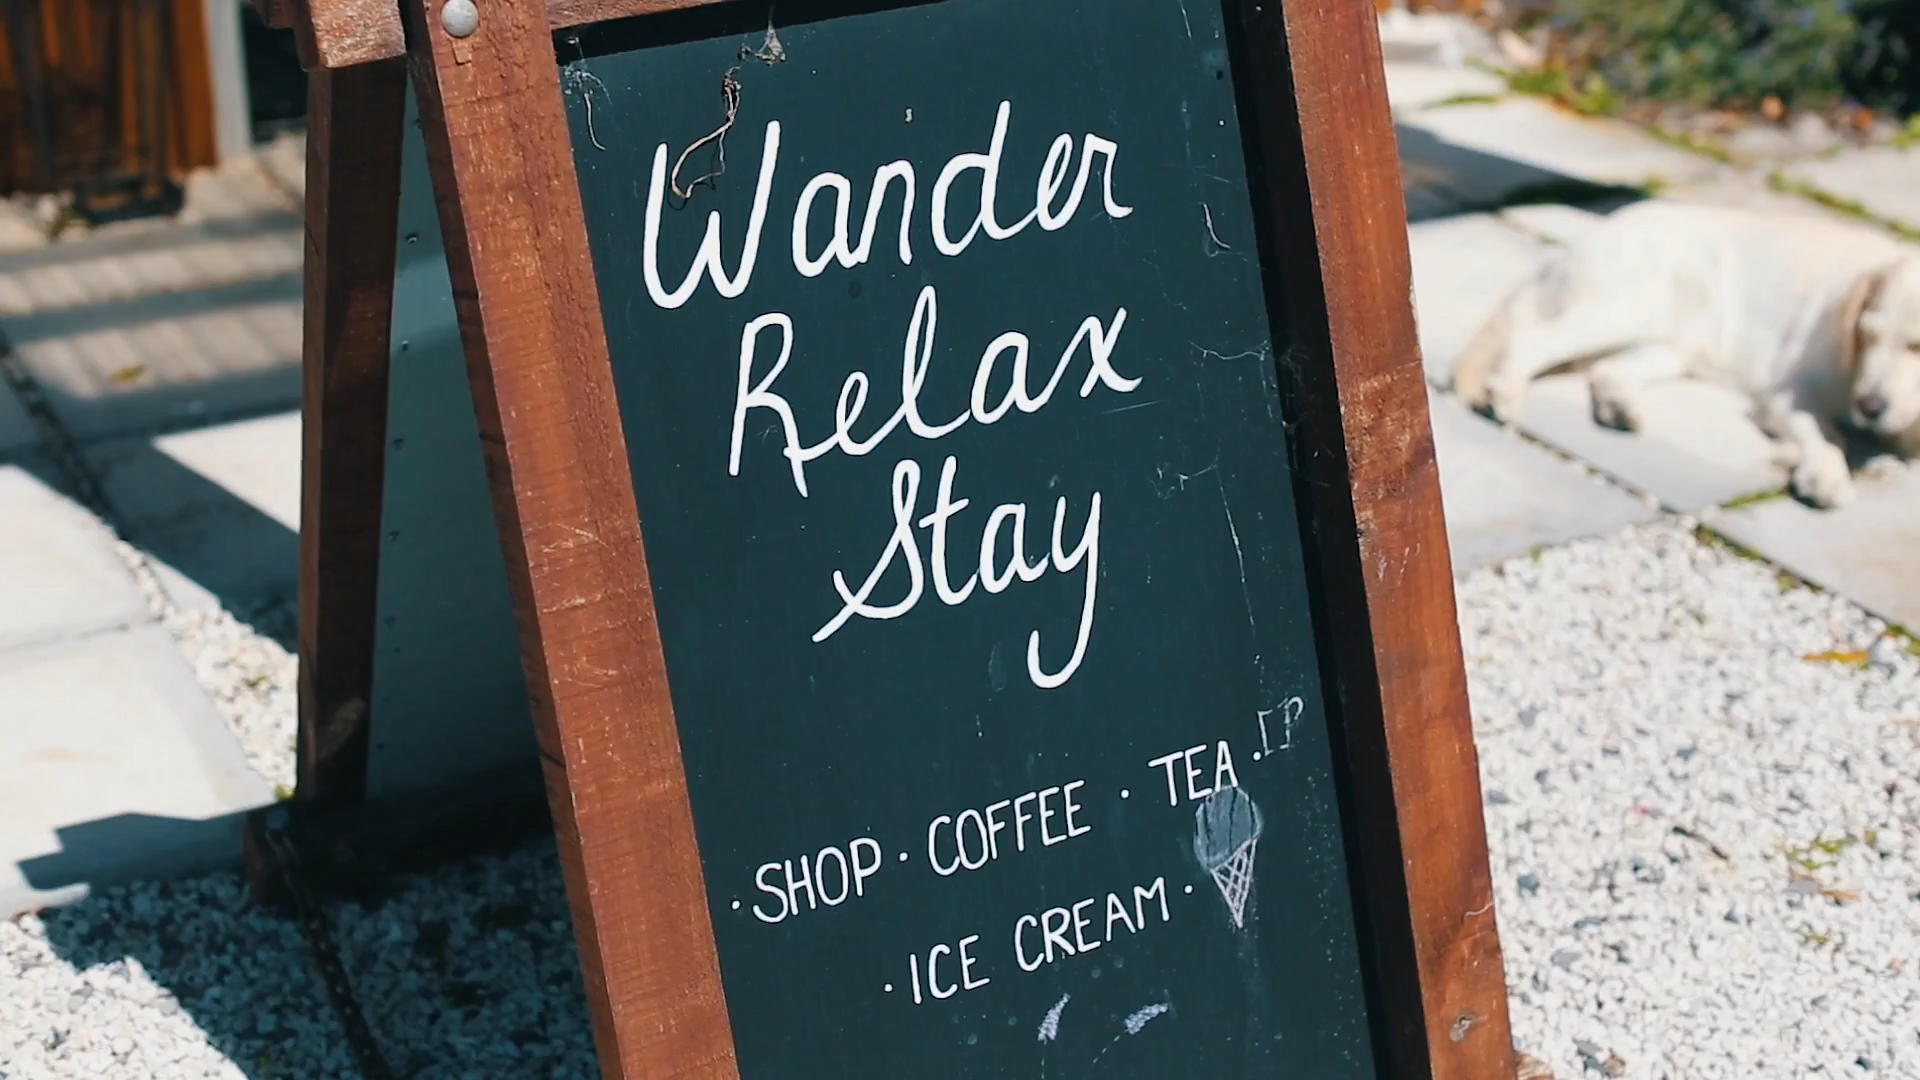 Wander
Relax
Stay
· SHOP · COFFEE · TEA ·
· ICE CREAM ·